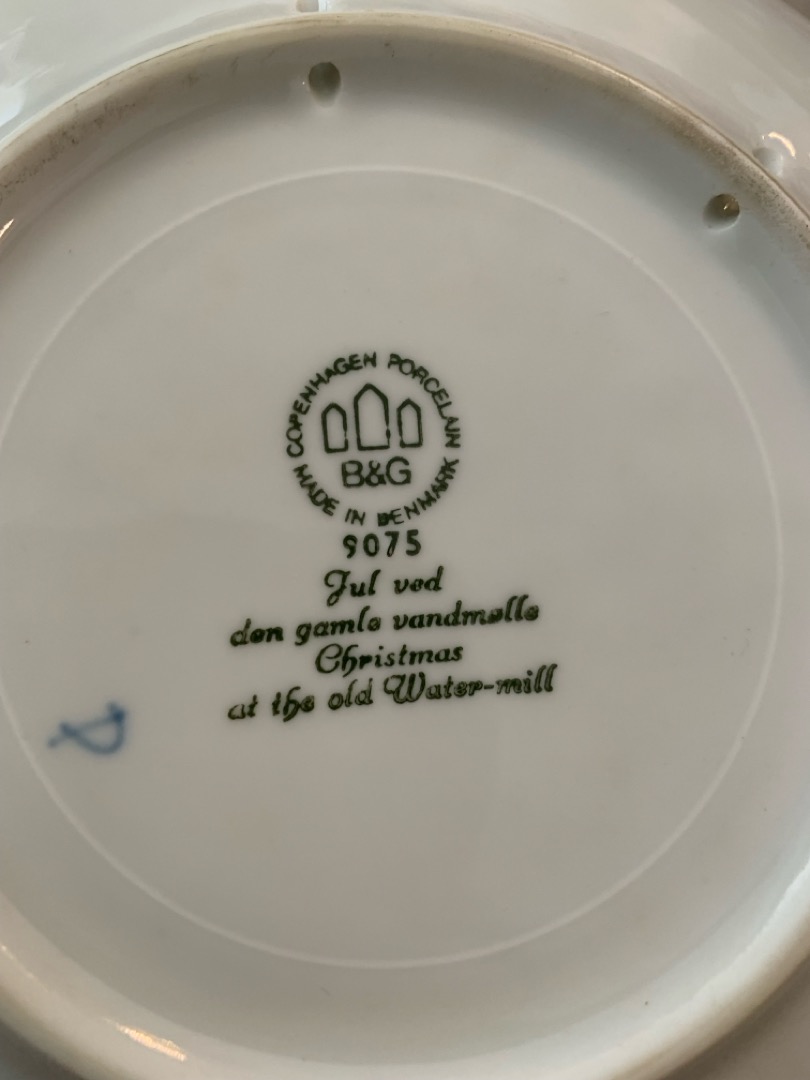 COPENHAGEN PORCELAIN
B&G
MADE IN DENMARK
9075
Jul ved
den gamle vandmølle
Christmas
at the old Water-mill